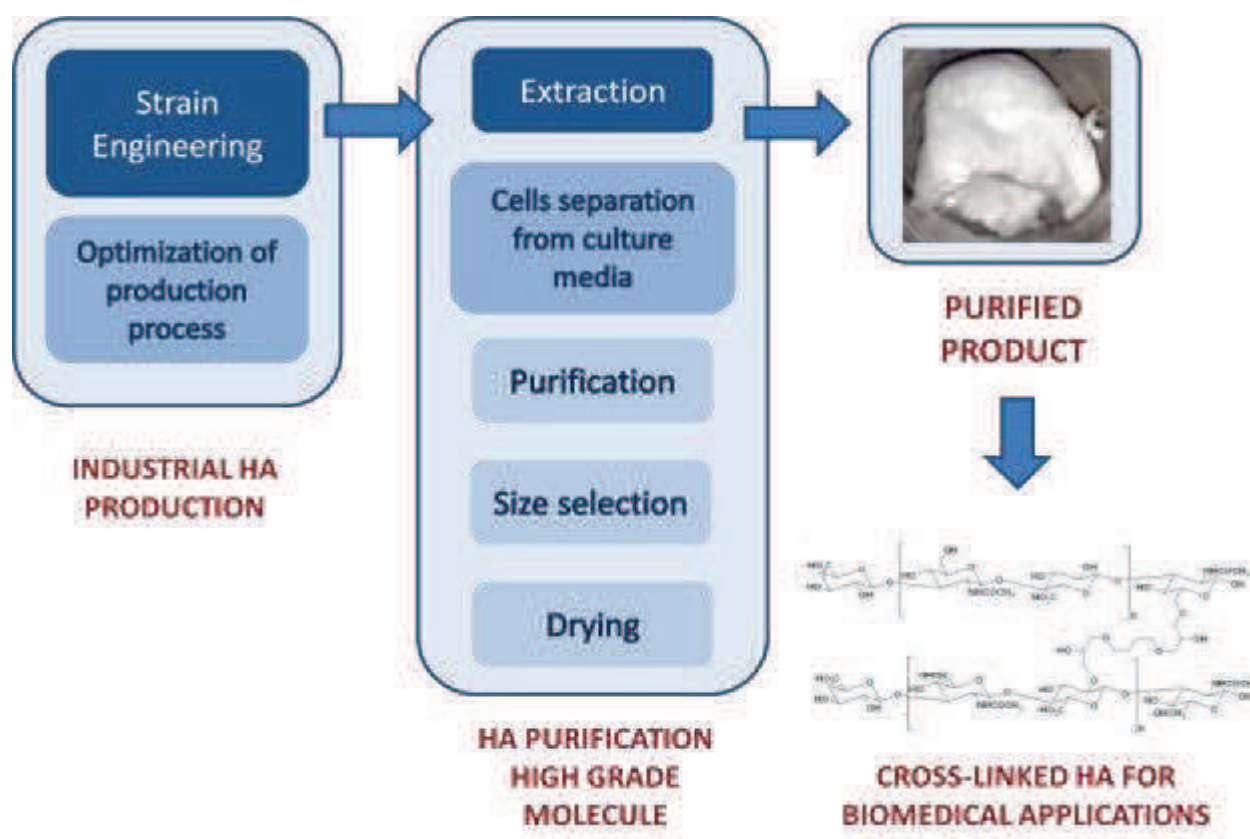 Strain
Engineering
Optimization of
production
process
INDUSTRIAL HA
PRODUCTION
Extraction
Cells separation
from culture
media
Purification
Size selection
Drying
HA PURIFICATION
HIGH GRADE
MOLECULE
PURIFIED
PRODUCT
CROSS-LINKED HA FOR
BIOMEDICAL APPLICATIONS